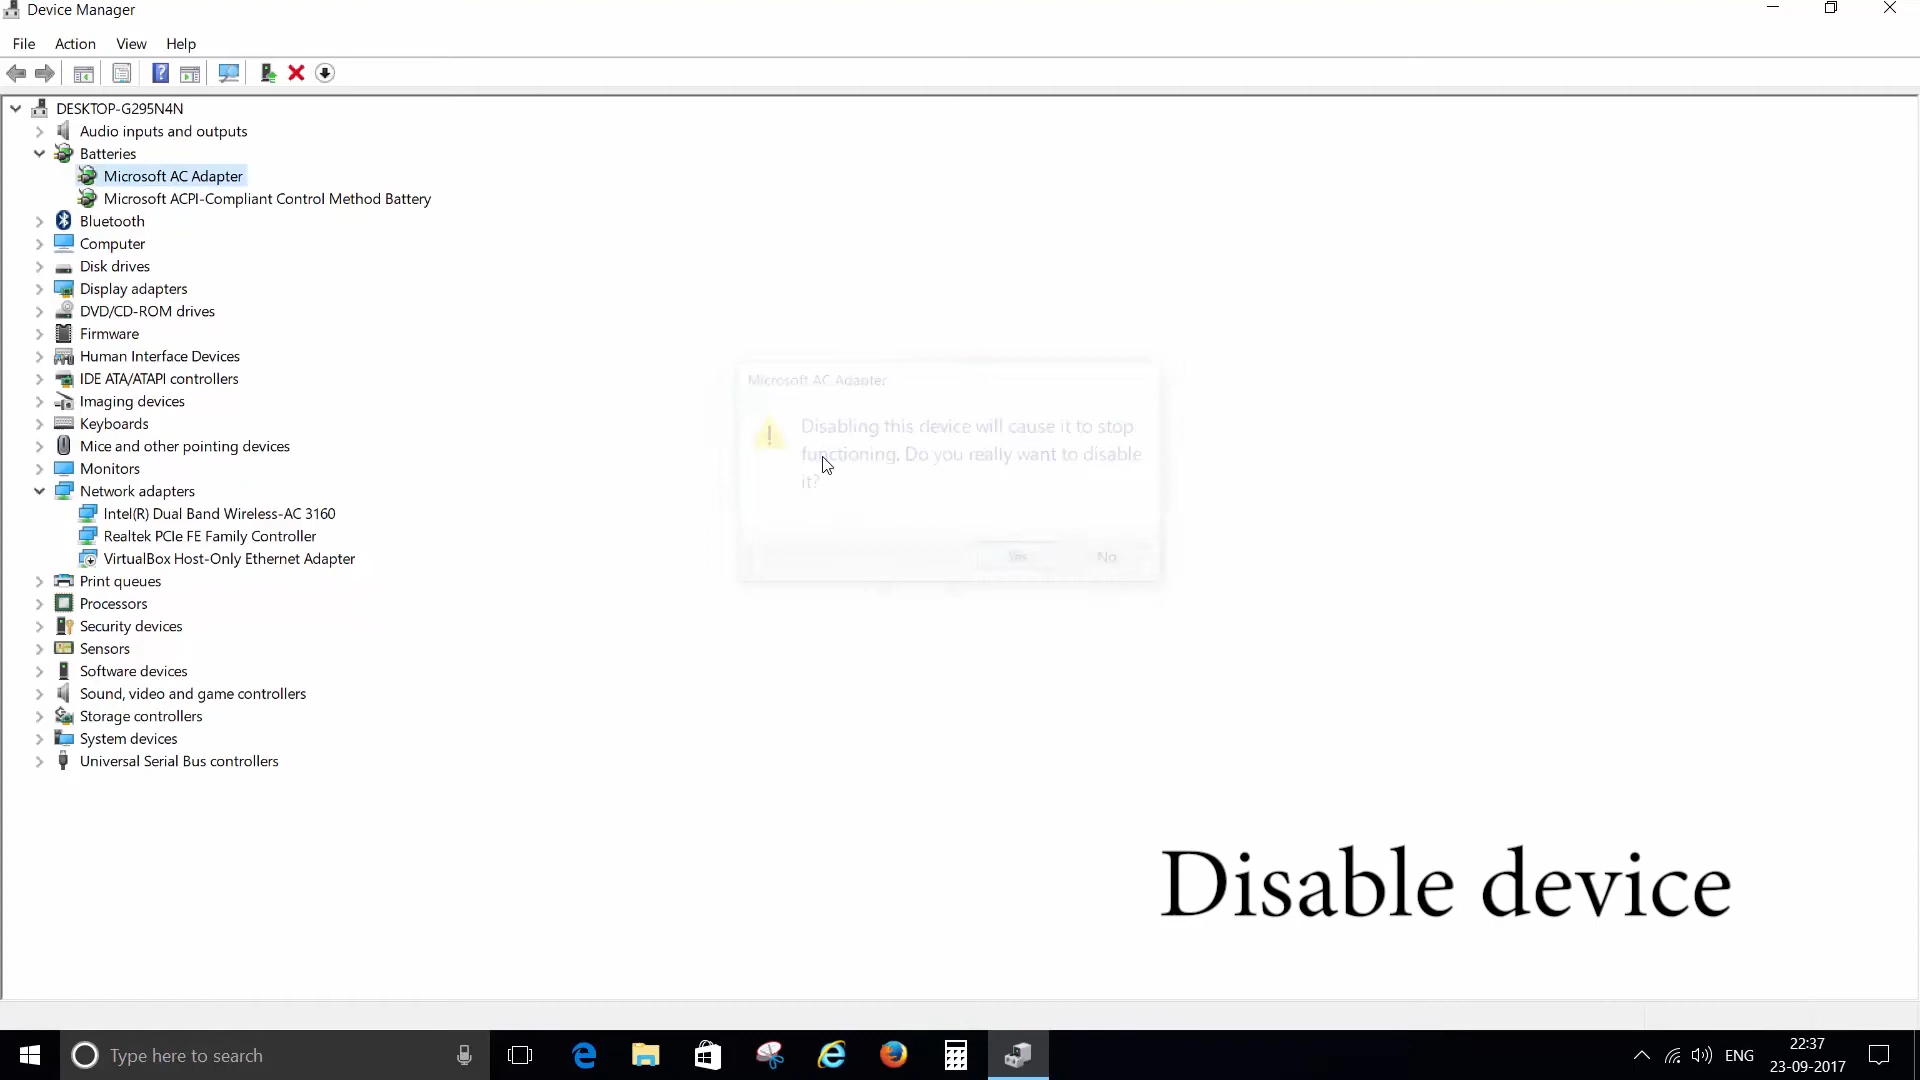 Device Manager
File Action View Help
DESKTOP-G295N4N
Audio inputs and outputs
Batteries
Microsoft AC Adapter
Microsoft ACPI-Compliant Control Method Battery
Bluetooth
Computer
Disk drives
Display adapters
DVD/CD-ROM drives
Firmware
Human Interface Devices
IDE ATA/ATAPI controllers
Imaging devices
Keyboards
Mice and other pointing devices
Monitors
Network adapters
Intel(R) Dual Band Wireless-AC 3160
Realtek PCIe FE Family Controller
VirtualBox Host-Only Ethernet Adapter
Print queues
Processors
Security devices
Sensors
Software devices
Sound, video and game controllers
Storage controllers
System devices
Universal Serial Bus controllers
Microsoft AC Adapter
Disabling this device will cause it to stop
functioning. Do you really want to disable
it?
Yes No
Disable device
Type here to search
ENG
22:37
23-09-2017